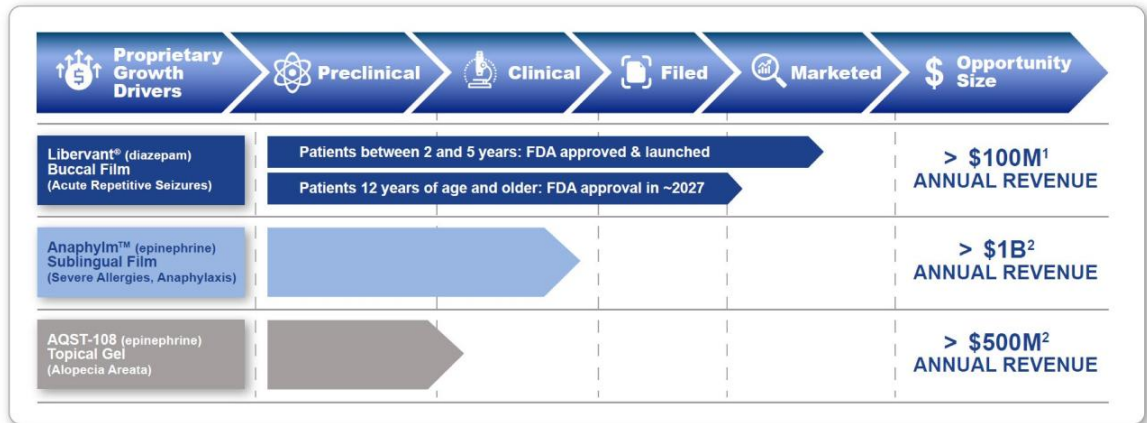 Proprietary
Growth
Drivers
Preclinical
Clinical
Filed
Marketed
$ Opportunity
Size
Libervant® (diazepam)
Buccal Film
(Acute Repetitive Seizures)
Patients between 2 and 5 years: FDA approved & launched
Patients 12 years of age and older: FDA approval in ~2027
> $100M¹
ANNUAL REVENUE
Anaphylm™ (epinephrine)
Sublingual Film
(Severe Allergies, Anaphylaxis)
> $1B²
ANNUAL REVENUE
AQST-108 (epinephrine)
Topical Gel
(Alopecia Areata)
> $500M²
ANNUAL REVENUE